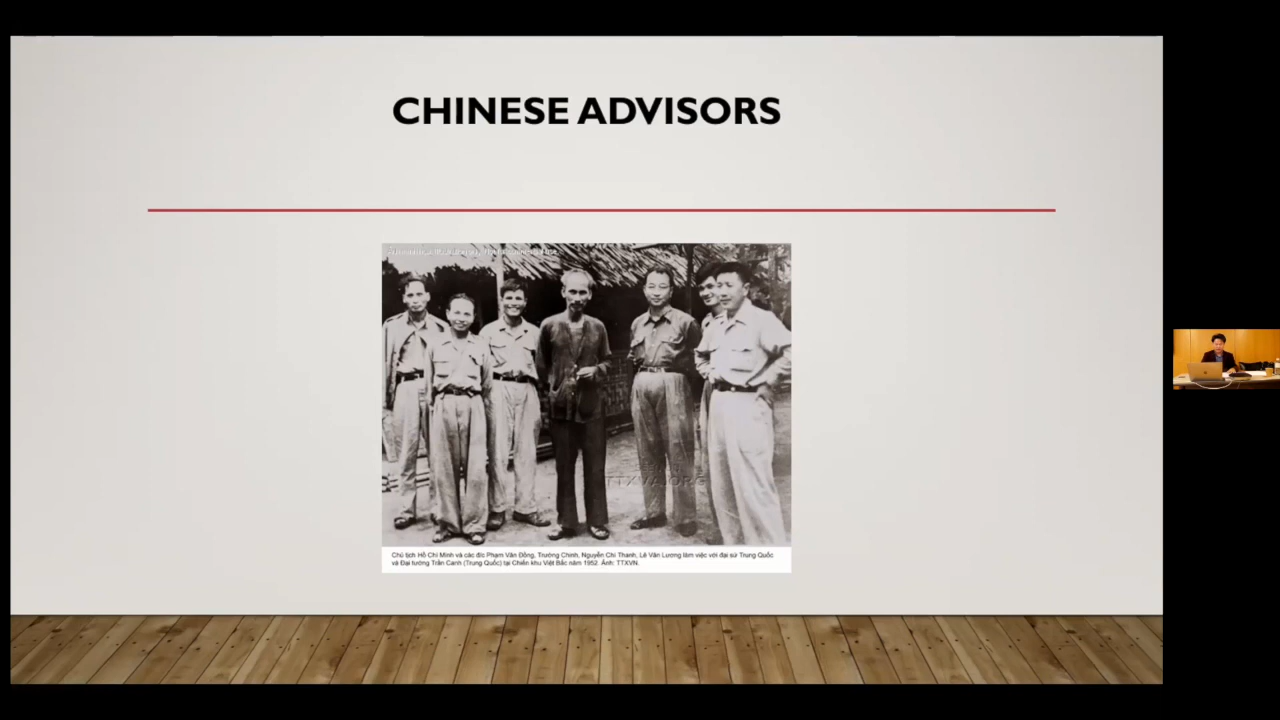 CHINESE ADVISORS
TTXVA.ORG
Chủ tịch Hồ Chí Minh và các đ/c Phạm Văn Đồng, Trường Chinh, Nguyễn Chí Thanh, Lê Văn Lương làm việc với đại sứ Trung Quốc
và Đại tướng Trần Canh (Trung Quốc) tại Chiến khu Việt Bắc năm 1952. Ảnh: TTXVN.